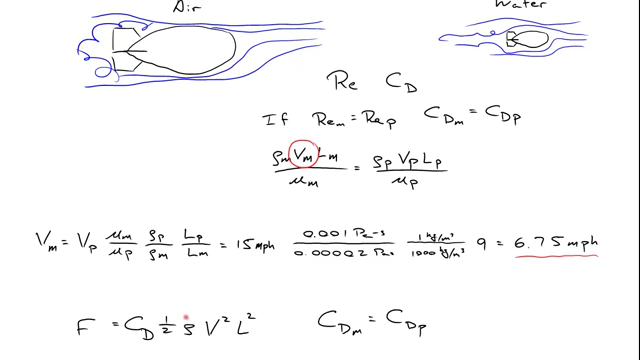 Air Water
Re C_D
If Re_m = Re_p C_Dm = C_Dp
ρ_m V_m L_m / μ_m = ρ_p V_p L_p / μ_p
V_m = V_p μ_m/μ_p ρ_p/ρ_m L_p/L_m = 15 mph 0.001 Pa-s / 0.00002 Pa. 1 kg/m³ / 1000 kg/m³ 9 = 6.75 mph
F = C_D 1/2 ρ V² L² C_Dm = C_Dp